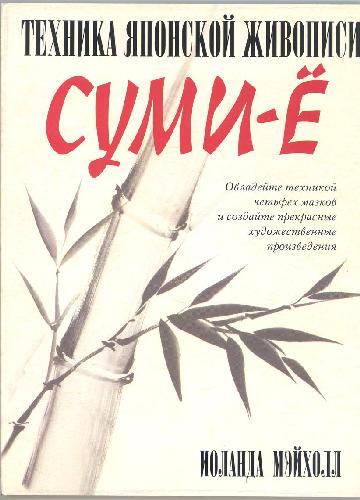 ТЕХНИКА ЯПОНСКОЙ ЖИВОПИСИ
СУМИ-Ё
Овладейте техникой
четырех мазков
и создайте прекрасные
художественные
произведения
ИОЛАНДА МЭЙХОЛЛ